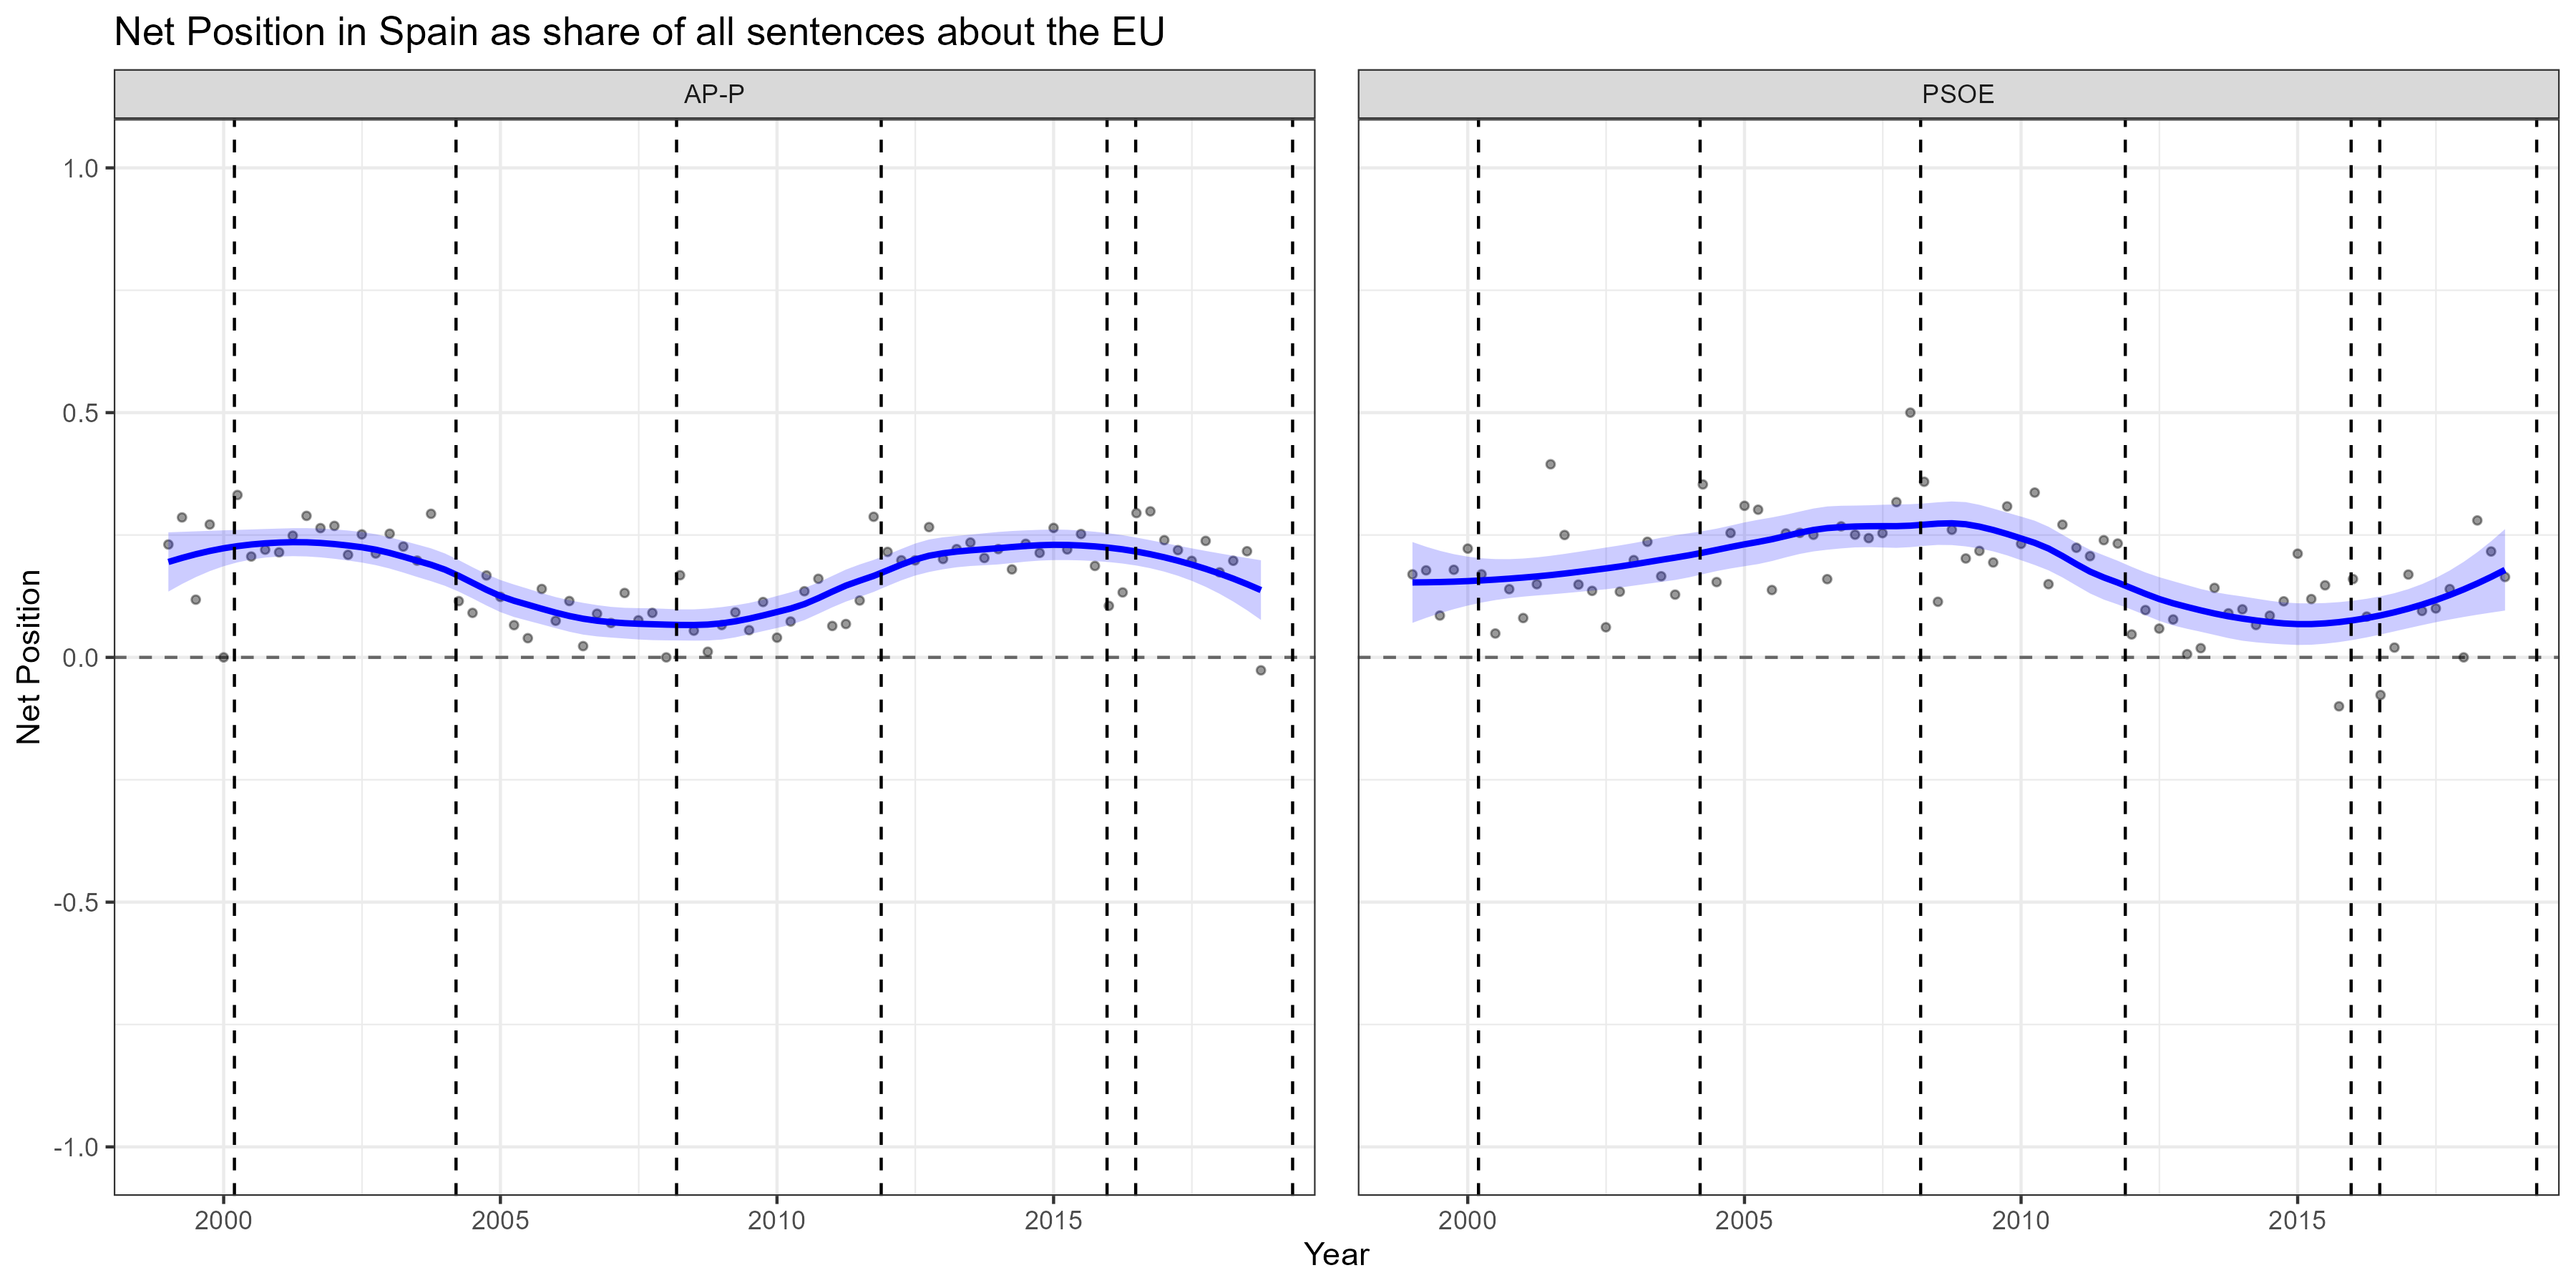 Net Position in Spain as share of all sentences about the EU
AP-P
PSOE
Net Position
1.0
0.5
0.0
-0.5
-1.0
2000
2005
2010
2015
2000
2005
2010
2015
Year